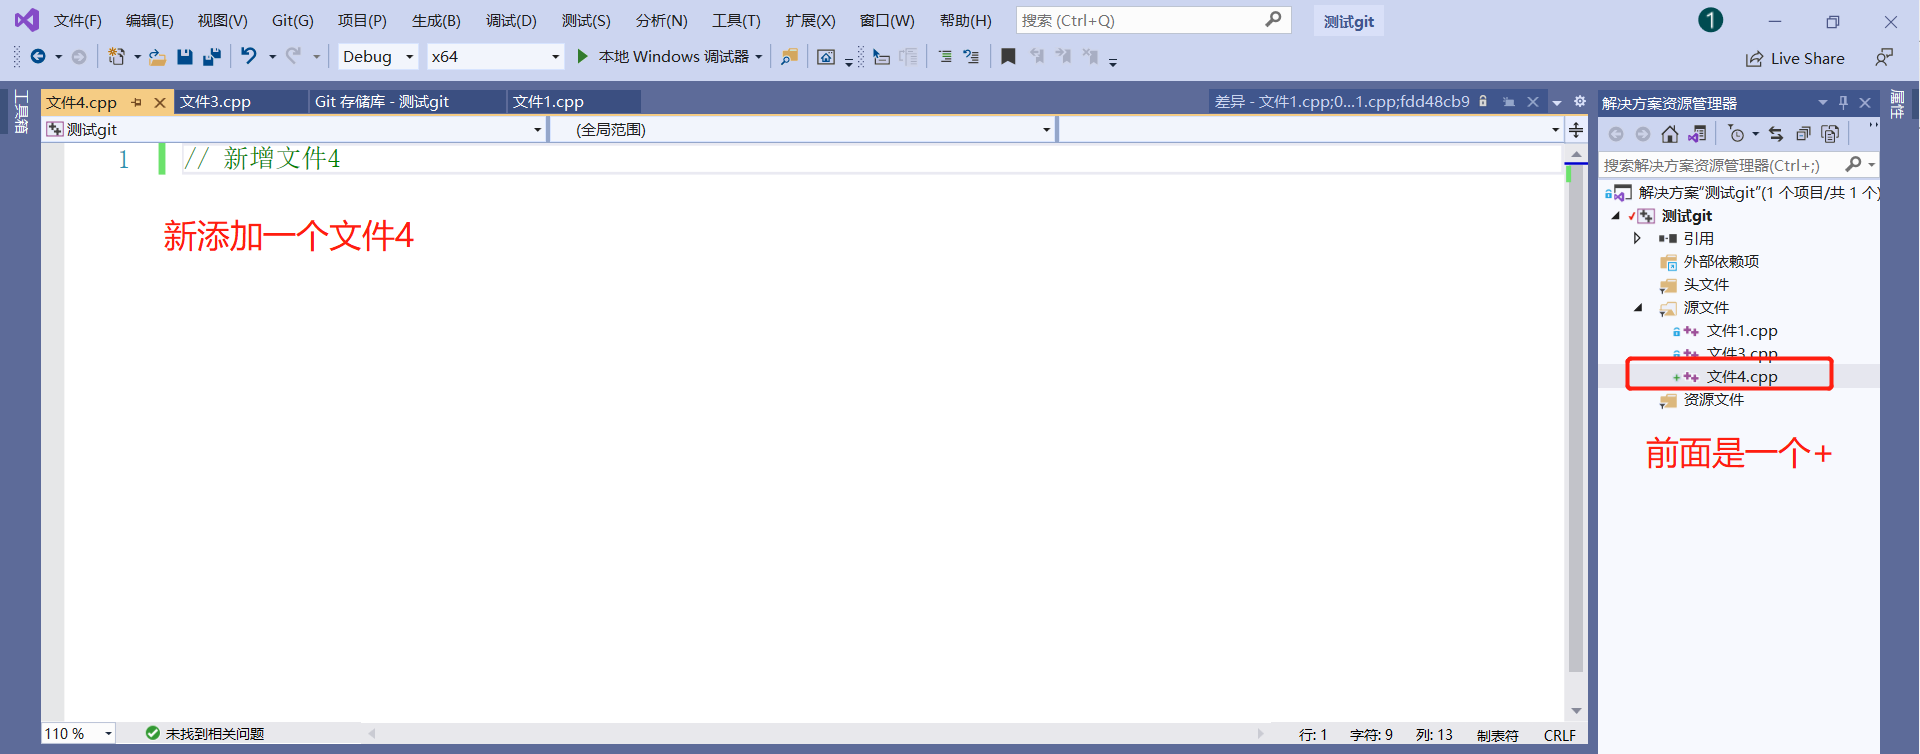 文件(F) 编辑(E) 视图(V) Git(G) 项目(P) 生成(B) 调试(D) 测试(S) 分析(N) 工具(T) 扩展(X) 窗口(W) 帮助(H) 搜索 (Ctrl+Q) 测试git 1
Debug x64 本地 Windows 调试器 Live Share
工具箱
文件4.cpp 文件3.cpp Git 存储库 - 测试git 文件1.cpp 差异 - 文件1.cpp;0...1.cpp;fdd48cb9
测试git (全局范围)
1 // 新增文件4
新添加一个文件4
解决方案资源管理器
搜索解决方案资源管理器(Ctrl+;)
解决方案"测试git"(1 个项目/共 1 个)
测试git
引用
外部依赖项
头文件
源文件
文件1.cpp
文件3.cpp
文件4.cpp
资源文件
前面是一个+
属性
110 % 未找到相关问题 行: 1 字符: 9 列: 13 制表符 CRLF